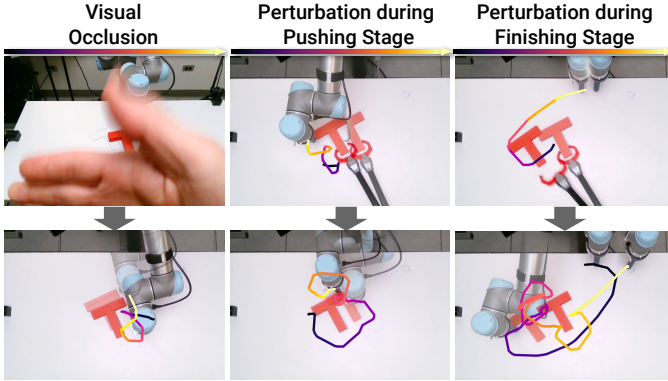 Visual
Occlusion
Perturbation during
Pushing Stage
Perturbation during
Finishing Stage